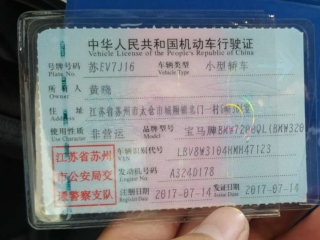 中华人民共和国机动车行驶证
Vehicle License of the People's Republic of China
号牌号码 苏EV7J16 车辆类型 小型轿车
Plate No. Vehicle Type
所有人 黄晓
Owner
住址 江苏省苏州市太仓市城厢镇
Address
使用性质 非营运 品牌型号 宝马牌BMW7200QL(BMW320
Use Character Model
江苏省苏州市公安局交通警察支队
车辆识别代号 LBV8W3104HMH47123
VIN
发动机号码 A3240178
Engine No.
注册日期 2017-07-14 发证日期 2017-07-14
Register Date Issue Date